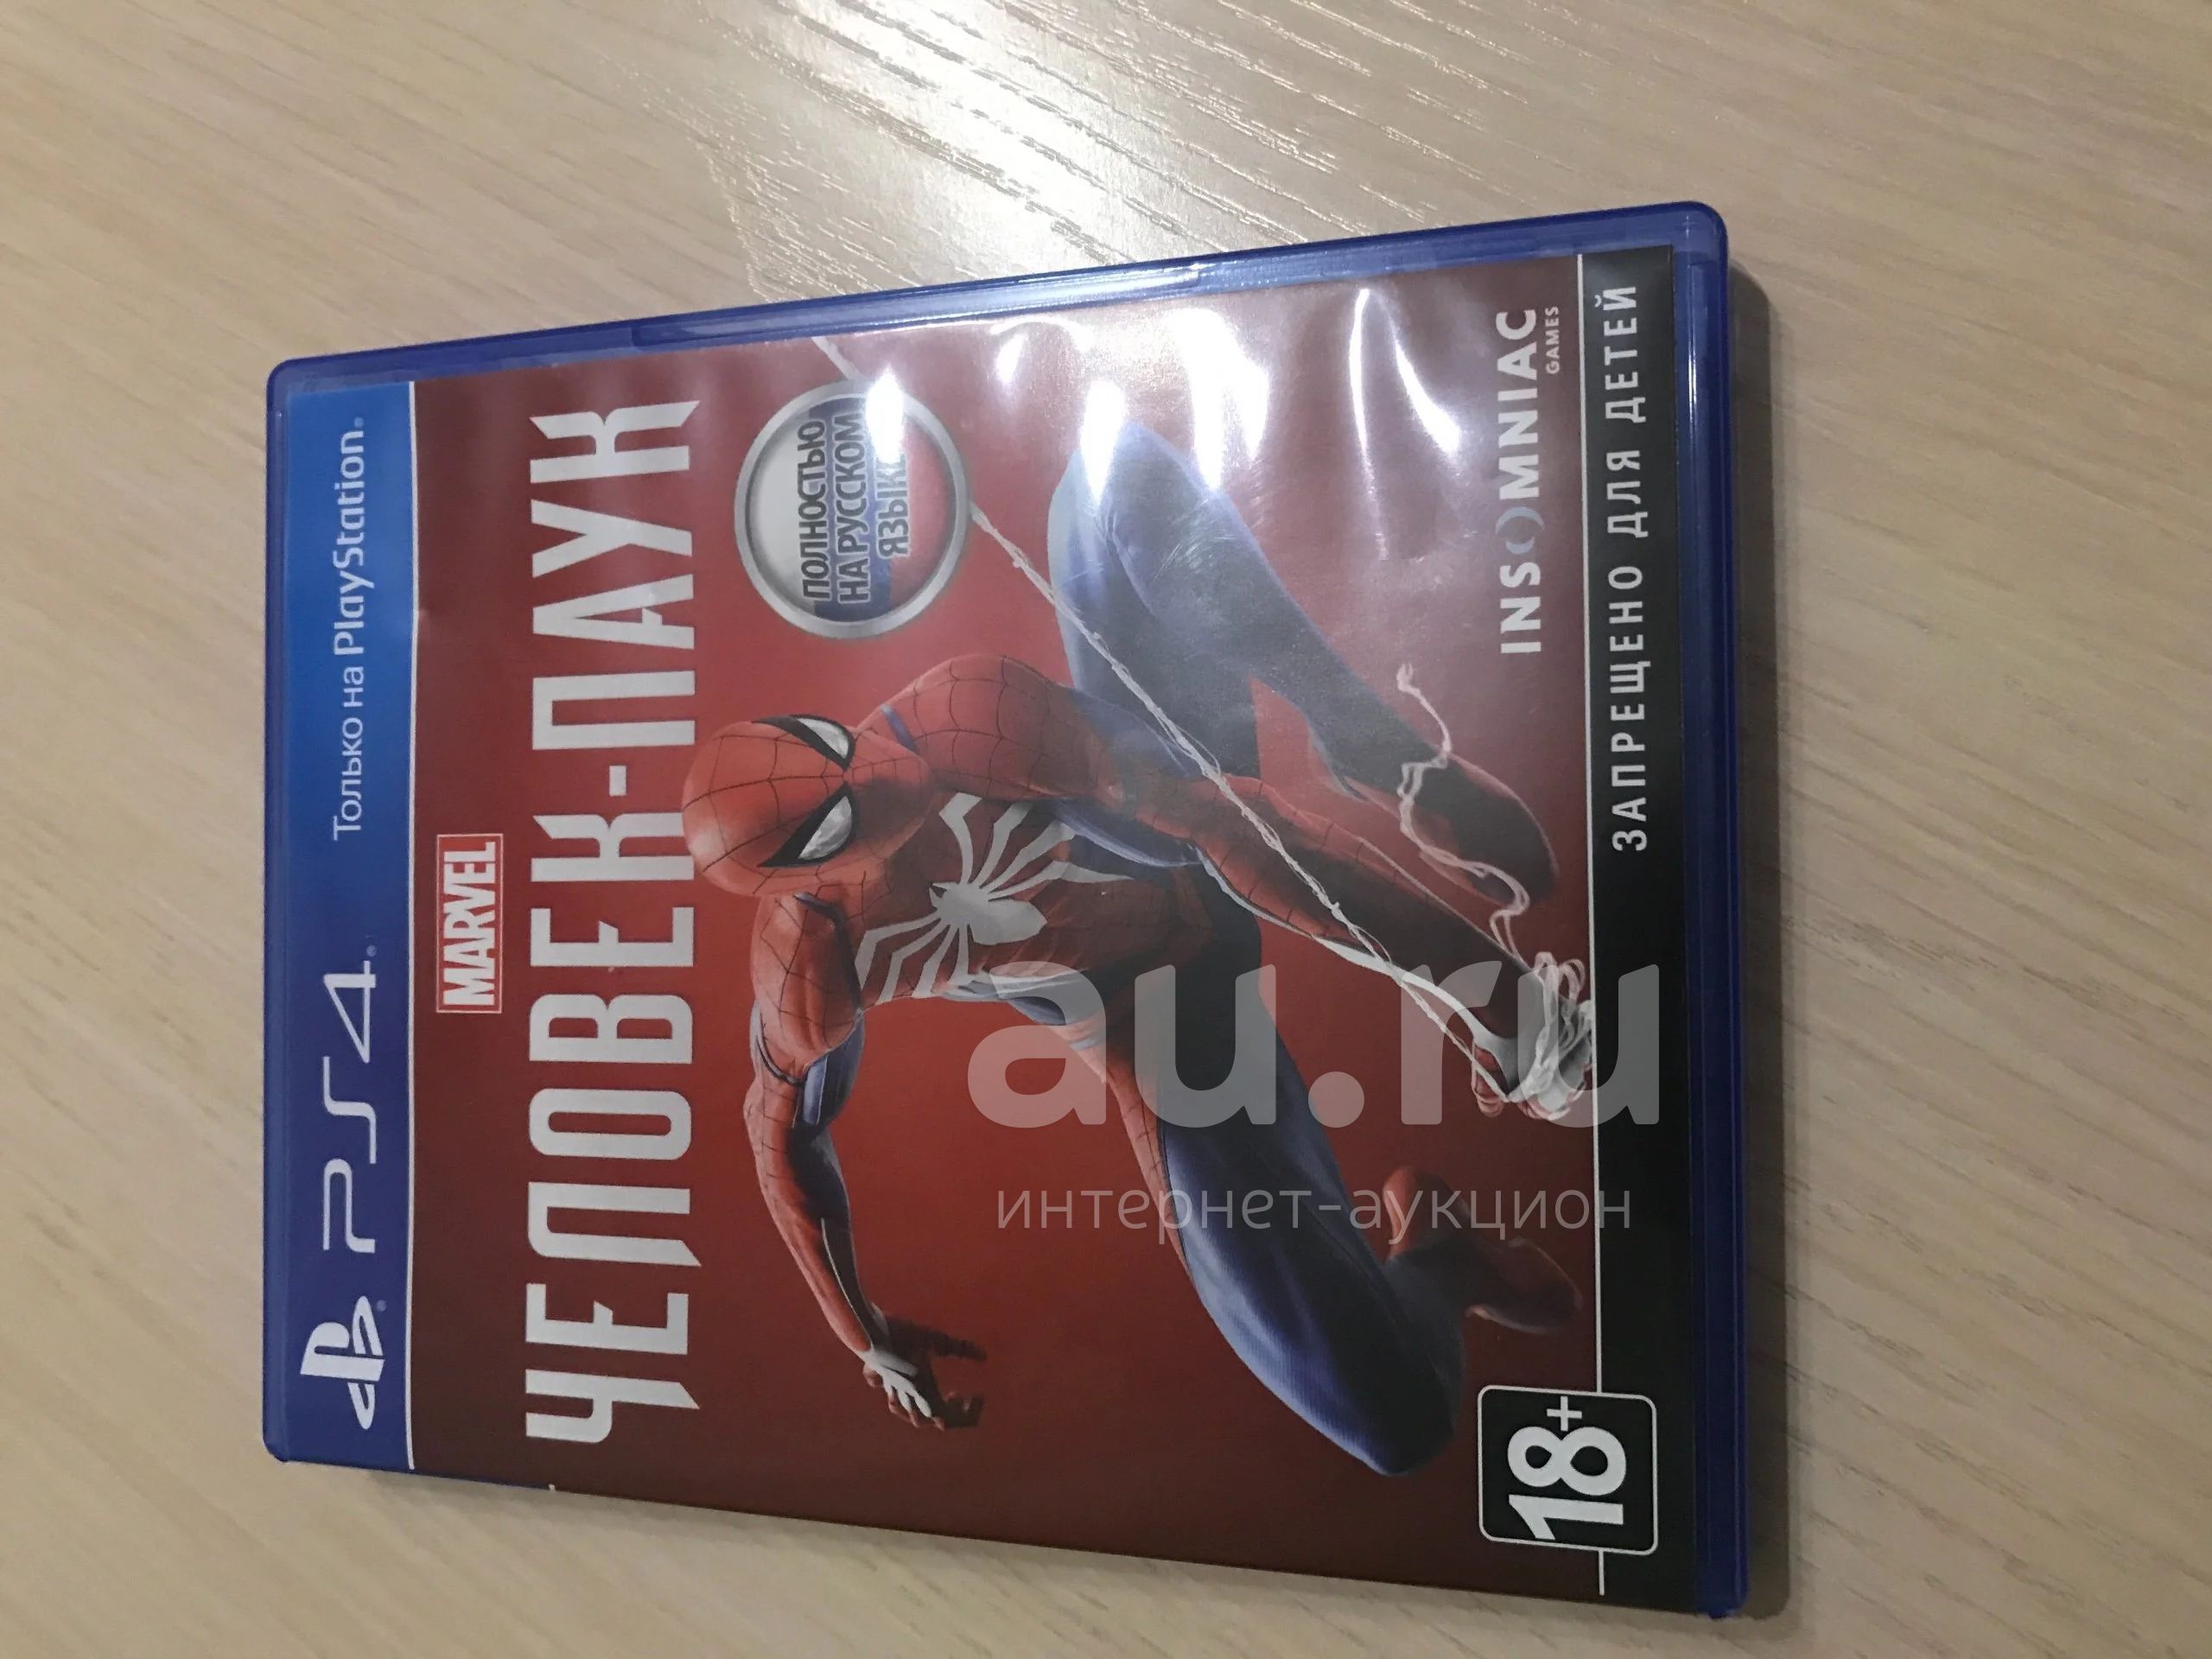 PS4
Только на PlayStation
MARVEL
ЧЕЛОВЕК-ПАУК
ПОЛНОСТЬЮ
НА РУССКОМ
ЯЗЫКЕ
INSOMNIAC
GAMES
18+
ЗАПРЕЩЕНО ДЛЯ ДЕТЕЙ
au.ru
интернет-аукцион